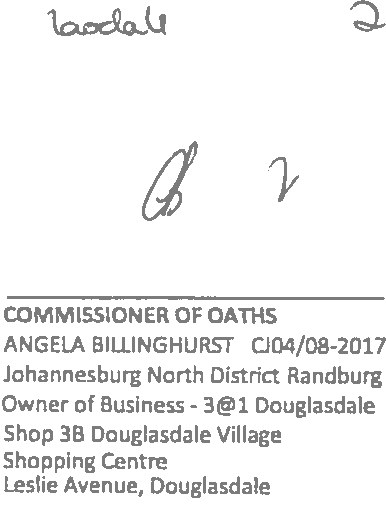 2
COMMISSIONER OF OATHS
ANGELA BILLINGHURST CJ04/08-2017
Johannesburg North District Randburg
Owner of Business - 3@1 Douglasdale
Shop 3B Douglasdale Village
Shopping Centre
Leslie Avenue, Douglasdale